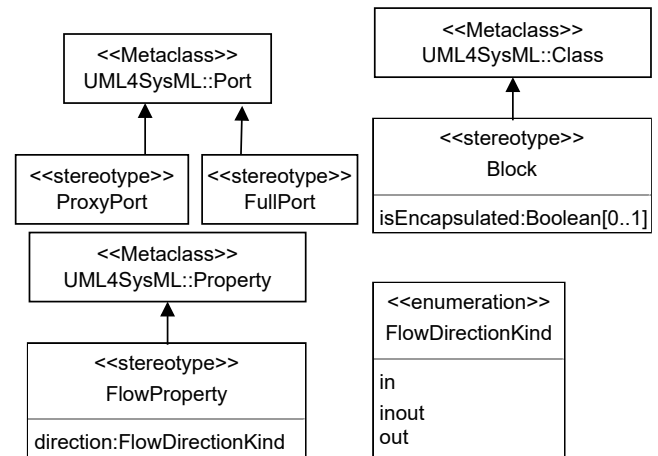 <<Metaclass>>
UML4SysML::Port
<<stereotype>>
ProxyPort
<<stereotype>>
FullPort
<<Metaclass>>
UML4SysML::Class
<<stereotype>>
Block
isEncapsulated:Boolean[0..1]
<<Metaclass>>
UML4SysML::Property
<<stereotype>>
FlowProperty
direction:FlowDirectionKind
<<enumeration>>
FlowDirectionKind
in
inout
out